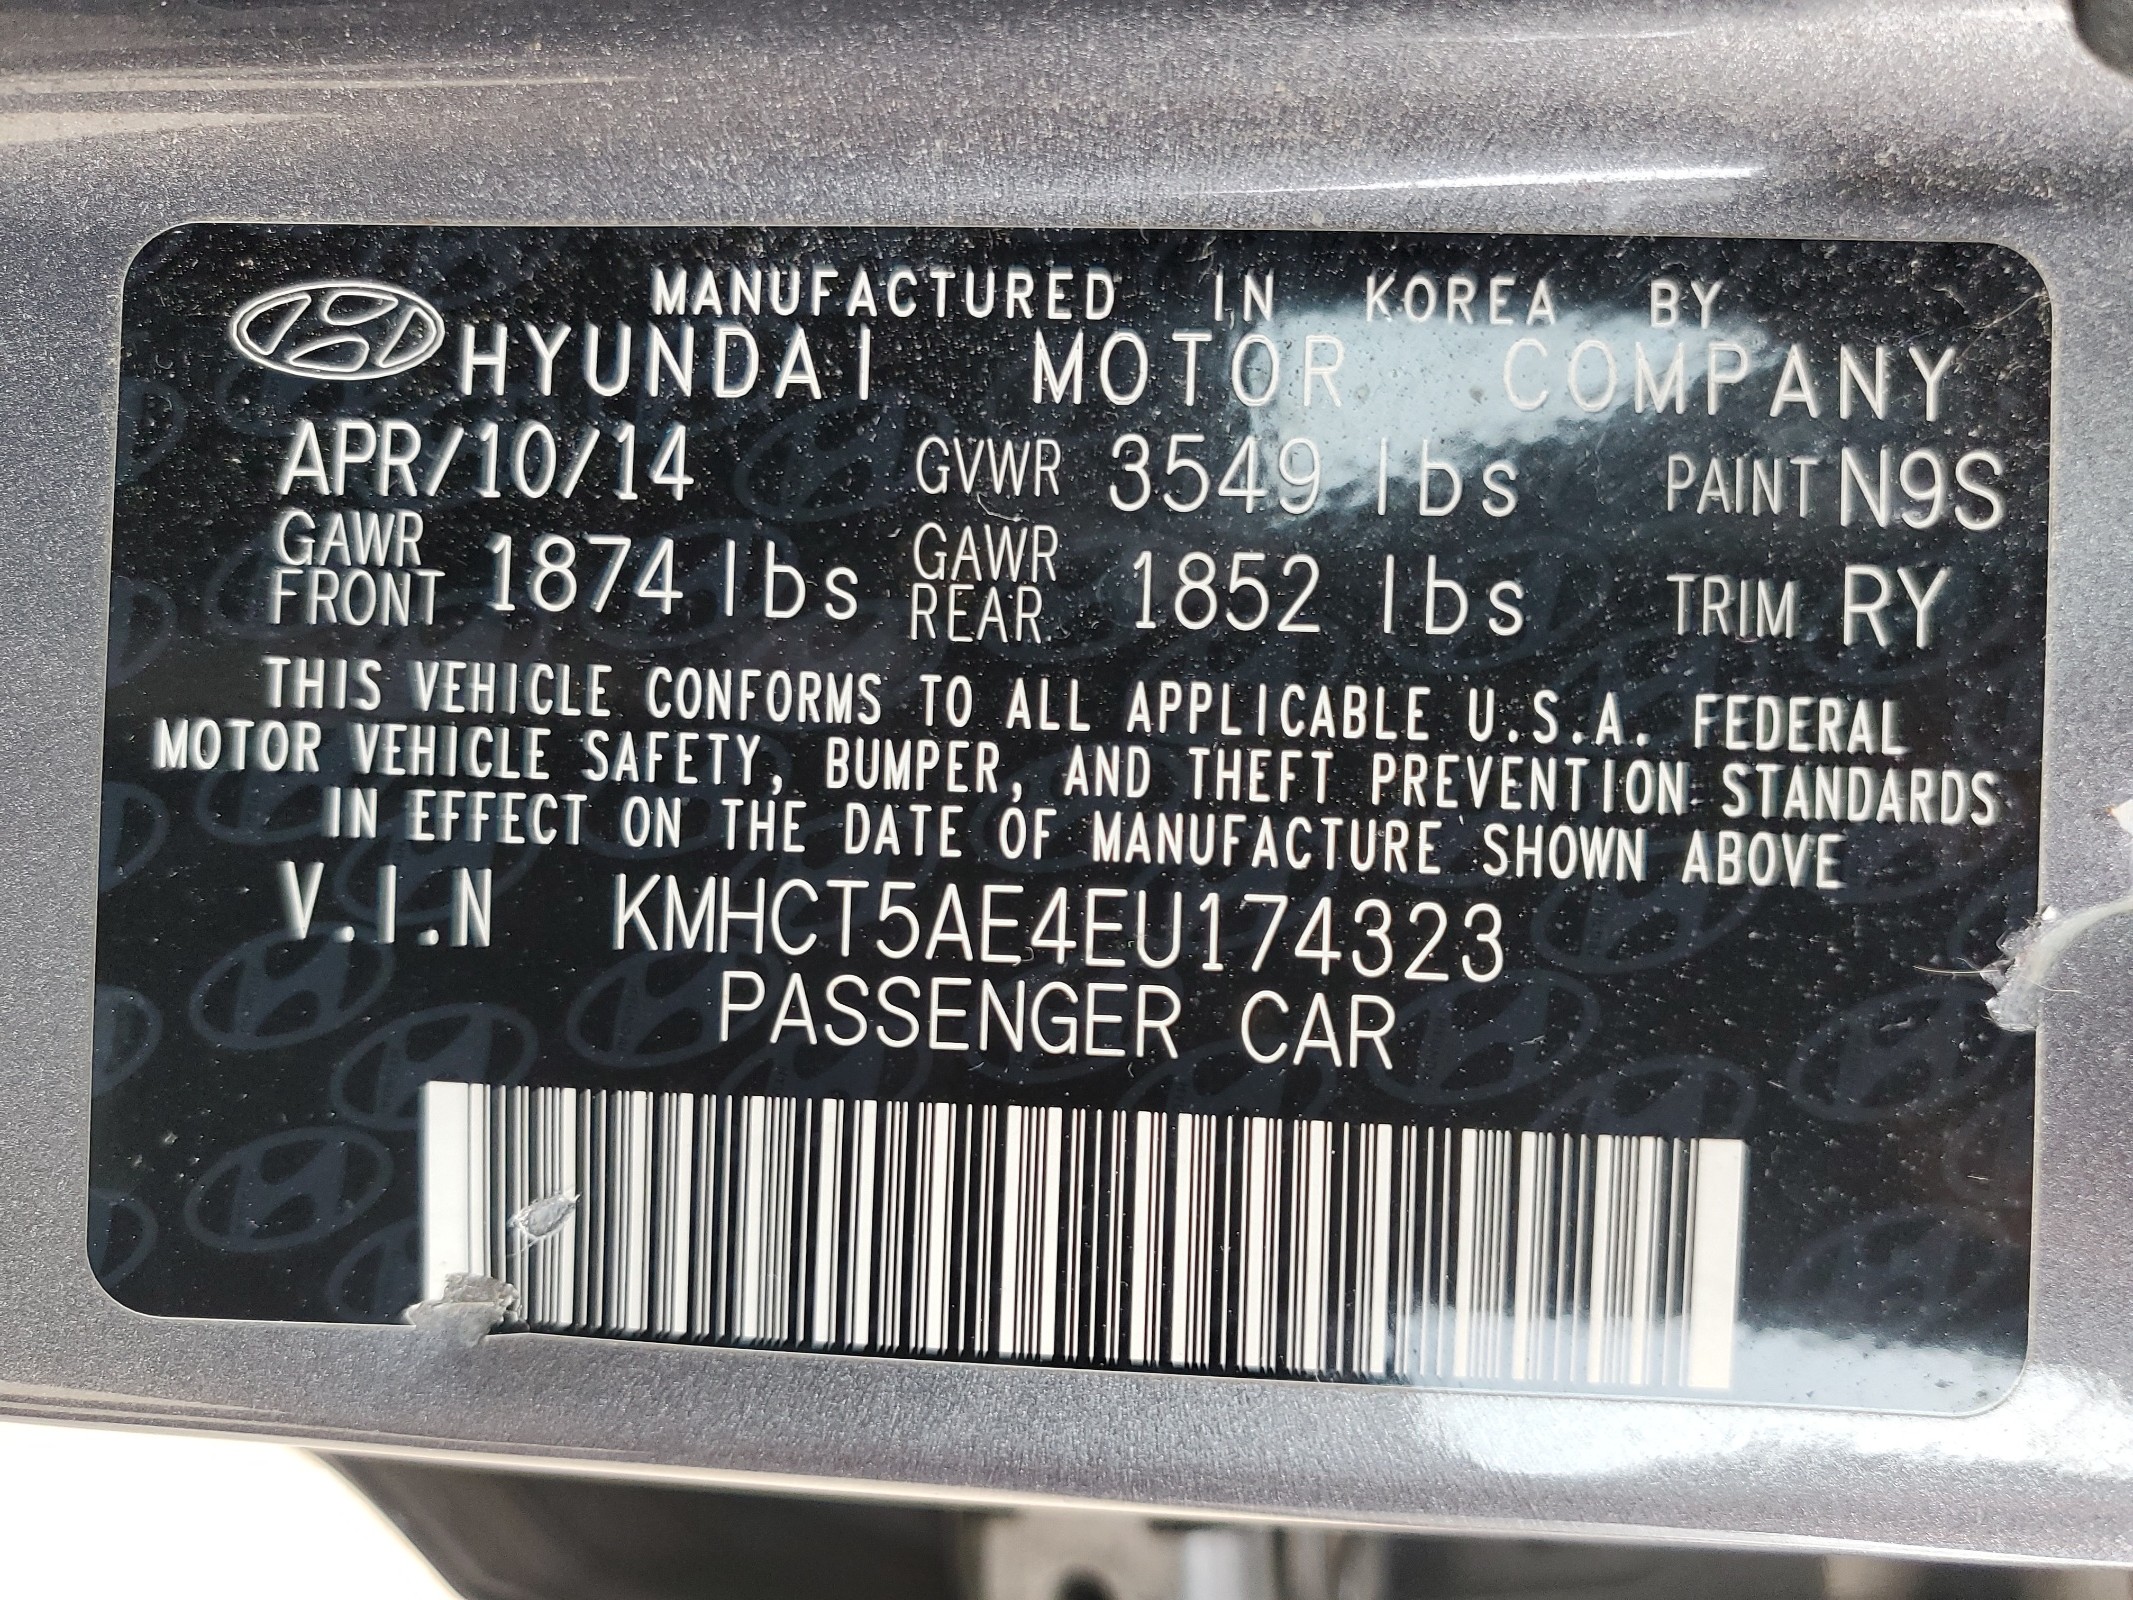 MANUFACTURED IN KOREA BY
HYUNDAI MOTOR COMPANY
APR/10/14 GVWR 3549 lbs PAINT N9S
GAWR FRONT 1874 lbs GAWR REAR 1852 lbs TRIM RY
THIS VEHICLE CONFORMS TO ALL APPLICABLE U.S.A. FEDERAL
MOTOR VEHICLE SAFETY, BUMPER, AND THEFT PREVENTION STANDARDS
IN EFFECT ON THE DATE OF MANUFACTURE SHOWN ABOVE
V.I.N KMHCT5AE4EU174323
PASSENGER CAR